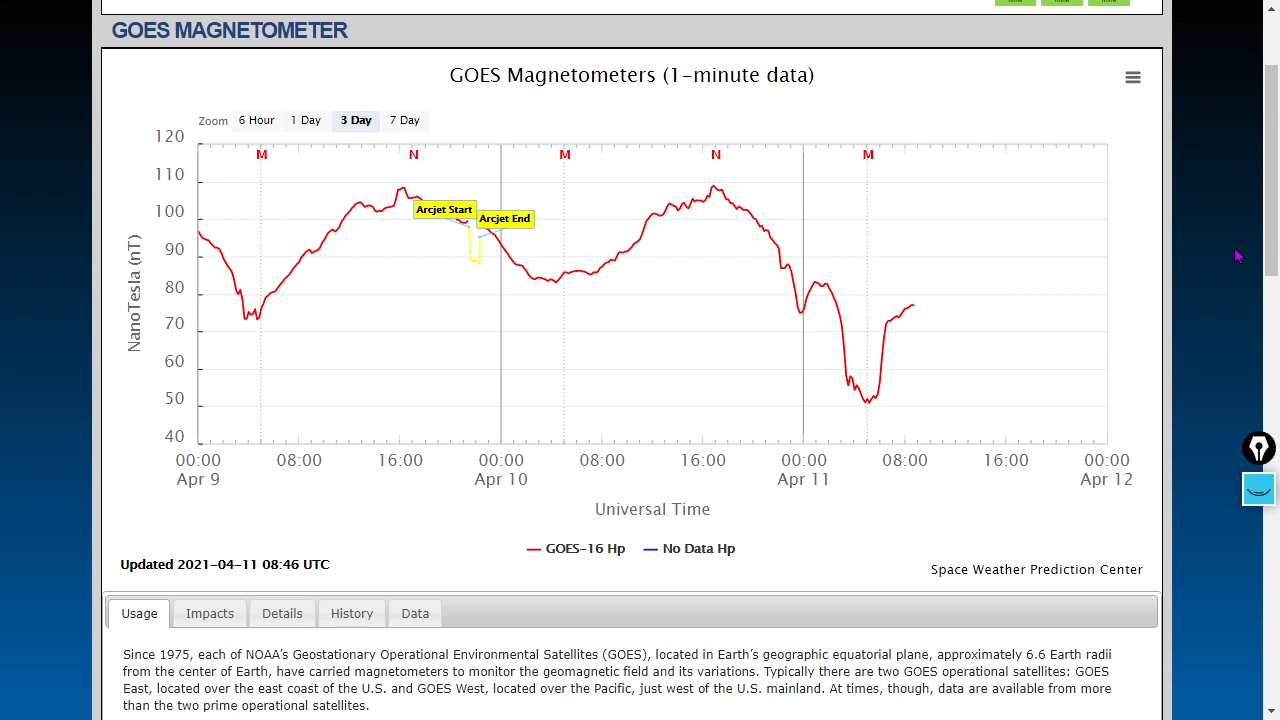 GOES MAGNETOMETER
GOES Magnetometers (1-minute data)
Zoom 6 Hour 1 Day 3 Day 7 Day
120
110
100
90
80
70
60
50
40
NanoTesla (nT)
M N M N M
Arcjet Start
Arcjet End
00:00 08:00 16:00 00:00 08:00 16:00 00:00 08:00 16:00 00:00
Apr 9 Apr 10 Apr 11 Apr 12
Universal Time
GOES-16 Hp No Data Hp
Updated 2021-04-11 08:46 UTC
Space Weather Prediction Center
Usage Impacts Details History Data
Since 1975, each of NOAA's Geostationary Operational Environmental Satellites (GOES), located in Earth's geographic equatorial plane, approximately 6.6 Earth radii
from the center of Earth, have carried magnetometers to monitor the geomagnetic field and its variations. Typically there are two GOES operational satellites: GOES
East, located over the east coast of the U.S. and GOES West, located over the Pacific, just west of the U.S. mainland. At times, though, data are available from more
than the two prime operational satellites.